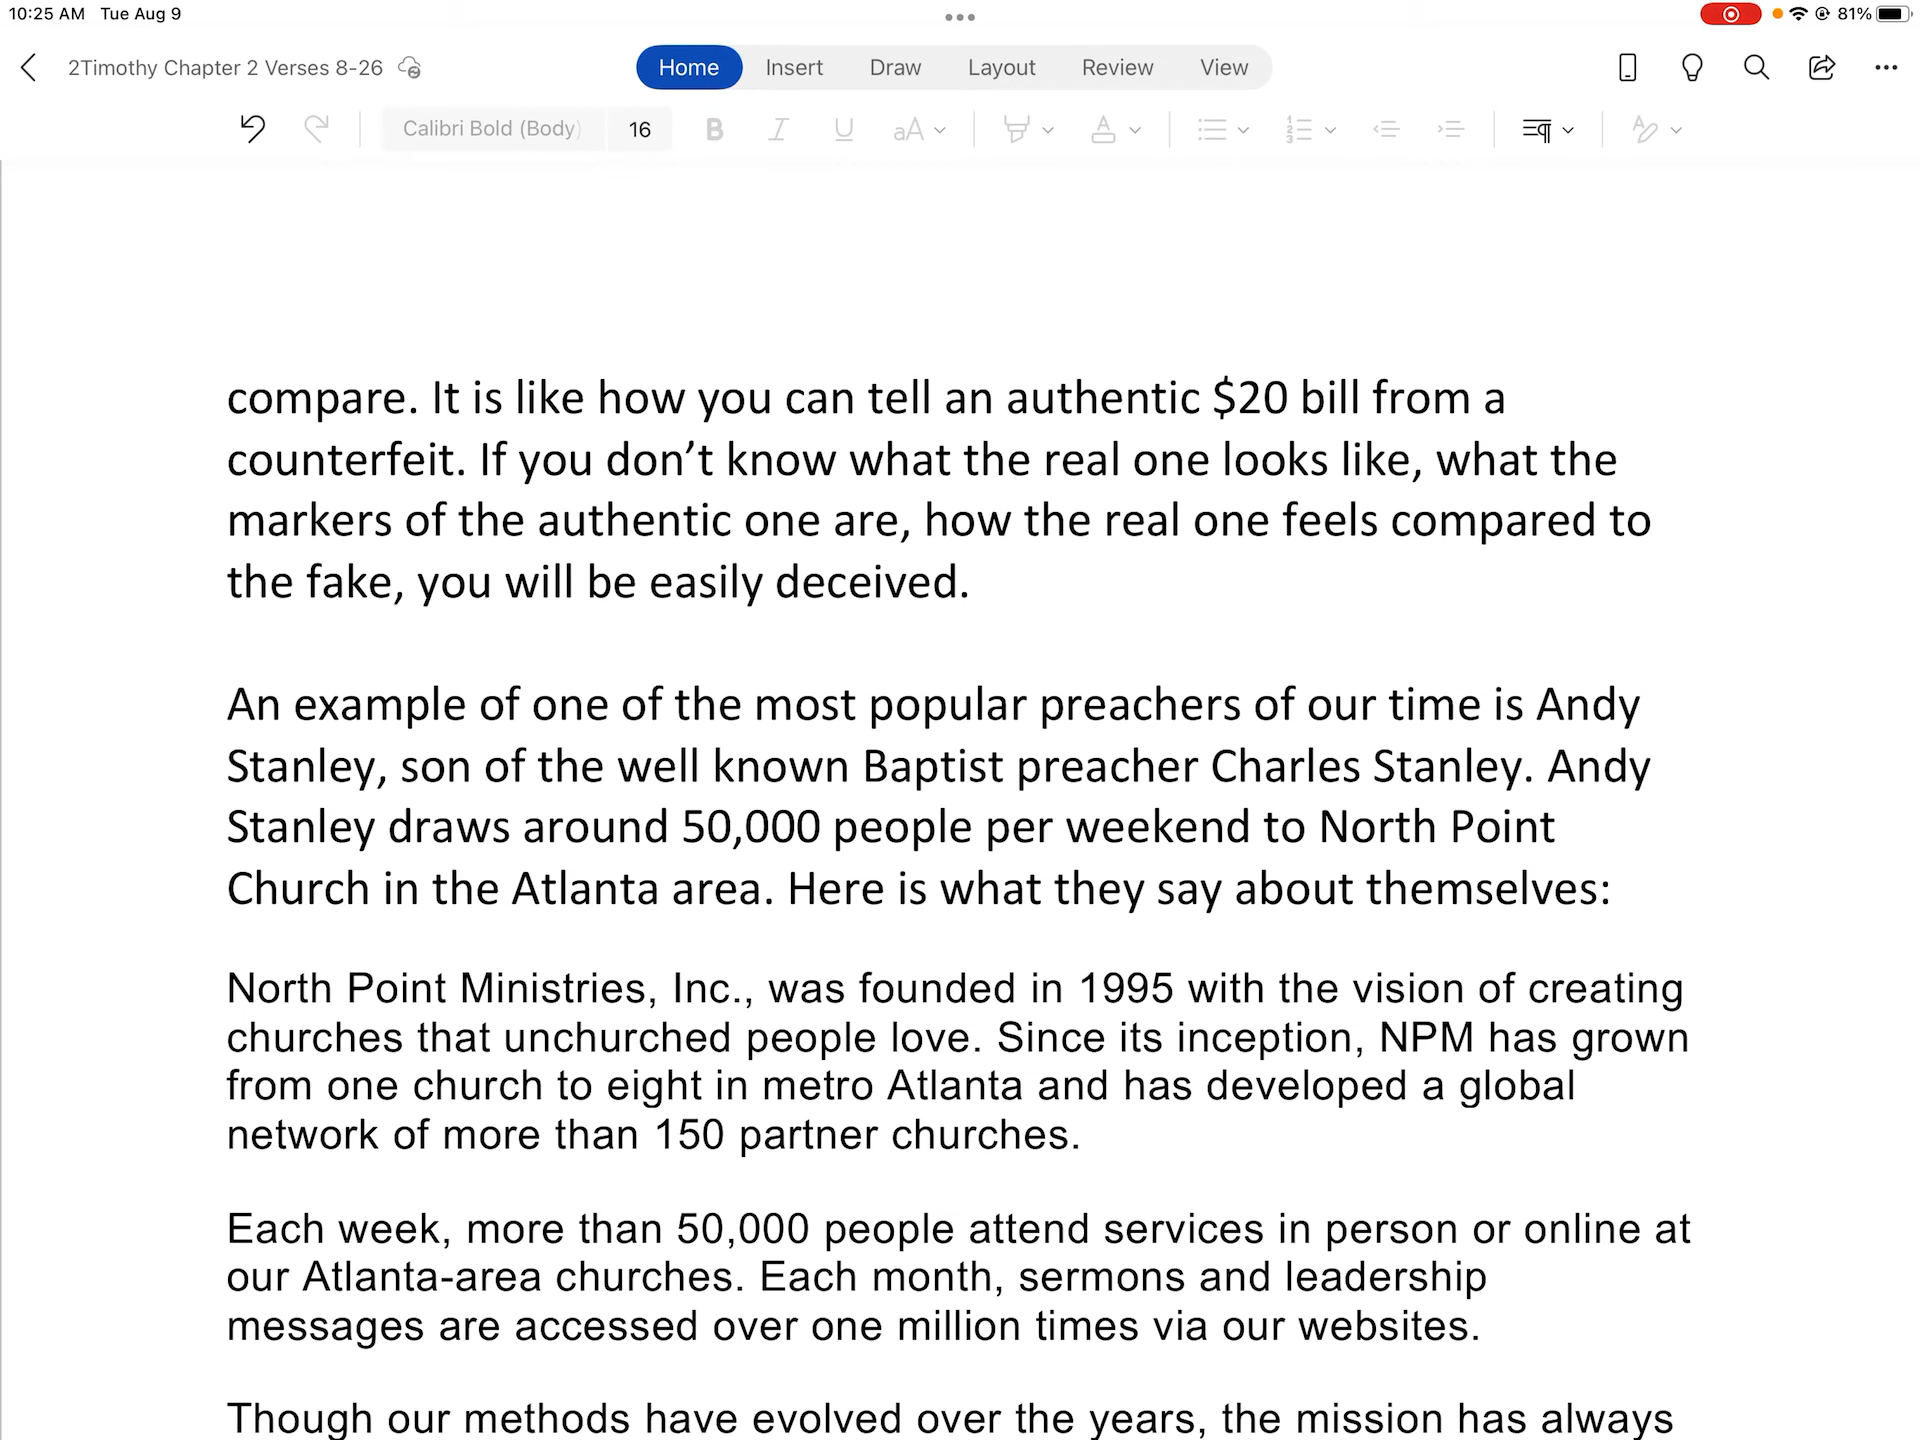 10:25 AM Tue Aug 9
81%
2Timothy Chapter 2 Verses 8-26
Home Insert Draw Layout Review View
Calibri Bold (Body) 16 B I U aA A
compare. It is like how you can tell an authentic $20 bill from a
counterfeit. If you don’t know what the real one looks like, what the
markers of the authentic one are, how the real one feels compared to
the fake, you will be easily deceived.
An example of one of the most popular preachers of our time is Andy
Stanley, son of the well known Baptist preacher Charles Stanley. Andy
Stanley draws around 50,000 people per weekend to North Point
Church in the Atlanta area. Here is what they say about themselves:
North Point Ministries, Inc., was founded in 1995 with the vision of creating
churches that unchurched people love. Since its inception, NPM has grown
from one church to eight in metro Atlanta and has developed a global
network of more than 150 partner churches.
Each week, more than 50,000 people attend services in person or online at
our Atlanta-area churches. Each month, sermons and leadership
messages are accessed over one million times via our websites.
Though our methods have evolved over the years, the mission has always